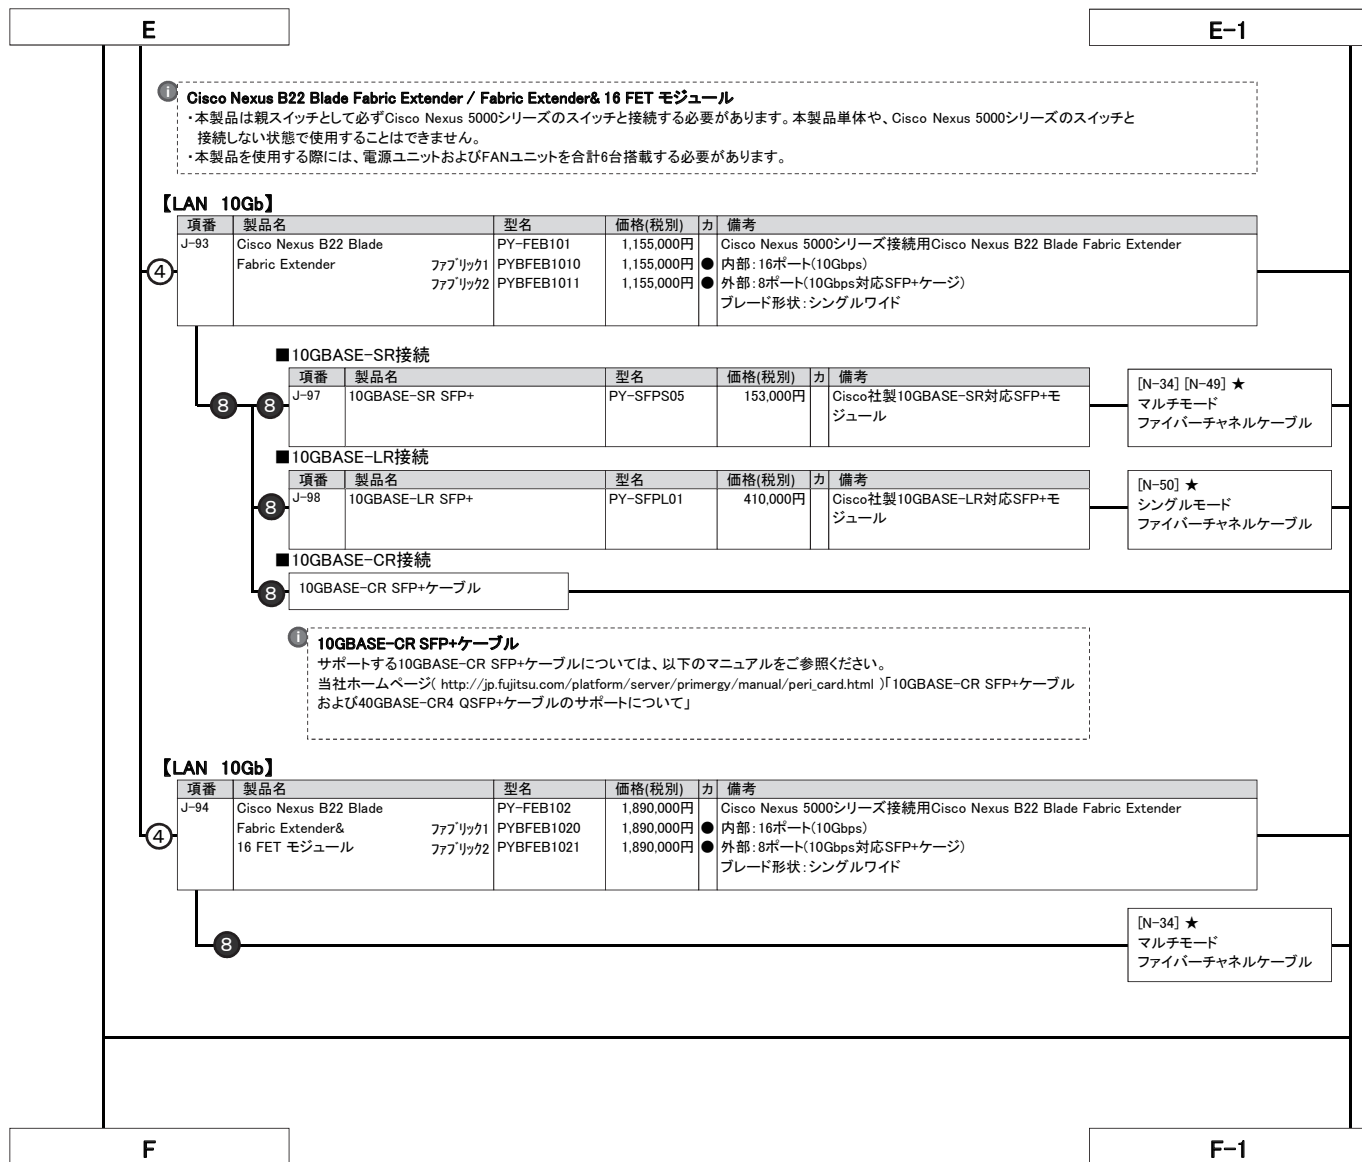 E
E-1
i
Cisco Nexus B22 Blade Fabric Extender / Fabric Extender& 16 FET モジュール
・本製品は親スイッチとして必ずCisco Nexus 5000シリーズのスイッチと接続する必要があります。本製品単体や、Cisco Nexus 5000シリーズのスイッチと
接続しない状態で使用することはできません。
・本製品を使用する際には、電源ユニットおよびFANユニットを合計6台搭載する必要があります。
【LAN 10Gb】
項番 製品名 型名 価格(税別) カ 備考
J-93 Cisco Nexus B22 Blade PY-FEB101 1,155,000円 Cisco Nexus 5000シリーズ接続用Cisco Nexus B22 Blade Fabric Extender
④ Fabric Extender ファブリック1 PYBFEB1010 1,155,000円 ● 内部:16ポート(10Gbps)
ファブリック2 PYBFEB1011 1,155,000円 ● 外部:8ポート(10Gbps対応SFP+ケージ)
ブレード形状:シングルワイド
■10GBASE-SR接続
項番 製品名 型名 価格(税別) カ 備考
8 8 J-97 10GBASE-SR SFP+ PY-SFPS05 153,000円 Cisco社製10GBASE-SR対応SFP+モ
ジュール
[N-34] [N-49] ★
マルチモード
ファイバーチャネルケーブル
■10GBASE-LR接続
項番 製品名 型名 価格(税別) カ 備考
8 J-98 10GBASE-LR SFP+ PY-SFPL01 410,000円 Cisco社製10GBASE-LR対応SFP+モ
ジュール
[N-50] ★
シングルモード
ファイバーチャネルケーブル
■10GBASE-CR接続
8 10GBASE-CR SFP+ケーブル
i
10GBASE-CR SFP+ケーブル
サポートする10GBASE-CR SFP+ケーブルについては、以下のマニュアルをご参照ください。
当社ホームページ( http://jp.fujitsu.com/platform/server/primergy/manual/peri_card.html )「10GBASE-CR SFP+ケーブル
および40GBASE-CR4 QSFP+ケーブルのサポートについて」
【LAN 10Gb】
項番 製品名 型名 価格(税別) カ 備考
J-94 Cisco Nexus B22 Blade PY-FEB102 1,890,000円 Cisco Nexus 5000シリーズ接続用Cisco Nexus B22 Blade Fabric Extender
④ Fabric Extender& ファブリック1 PYBFEB1020 1,890,000円 ● 内部:16ポート(10Gbps)
16 FET モジュール ファブリック2 PYBFEB1021 1,890,000円 ● 外部:8ポート(10Gbps対応SFP+ケージ)
ブレード形状:シングルワイド
8
[N-34] ★
マルチモード
ファイバーチャネルケーブル
F
F-1